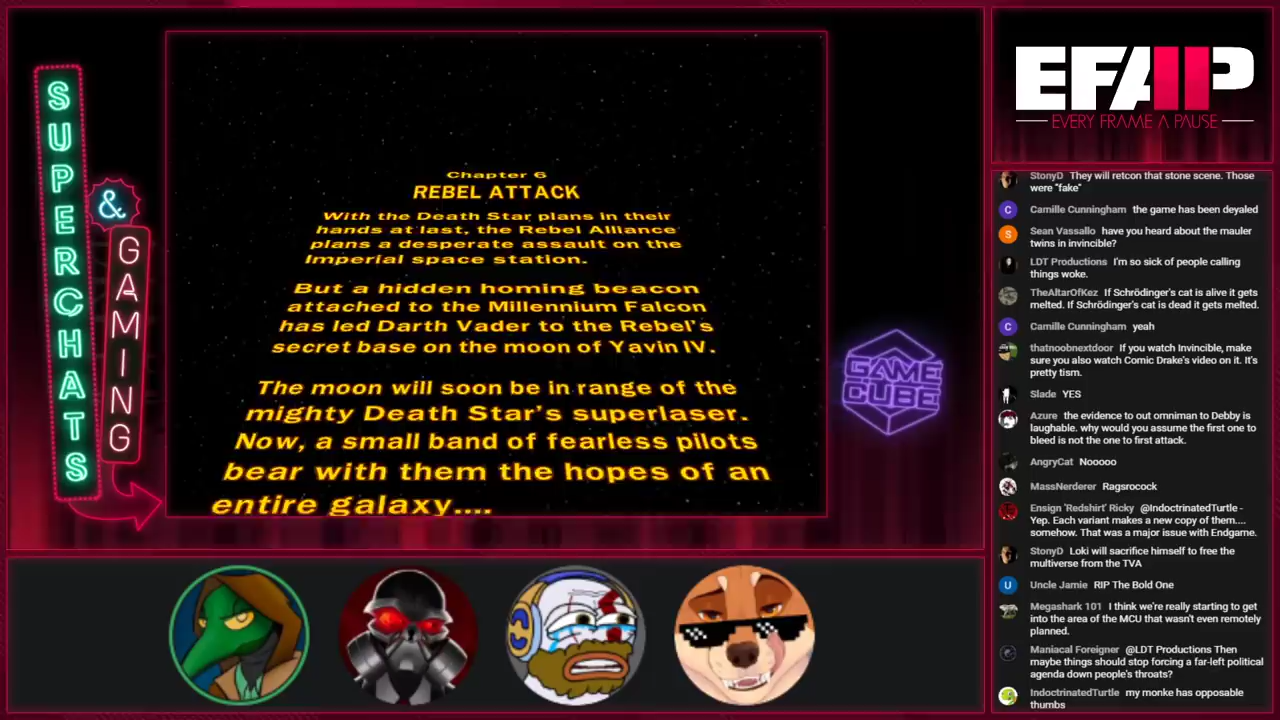 SUPERCHATS
&
GAMING
Chapter 6
REBEL ATTACK
With the Death Star plans in their
hands at last, the Rebel Alliance
plans a desperate assault on the
Imperial space station.
But a hidden homing beacon
attached to the Millennium Falcon
has led Darth Vader to the Rebel's
secret base on the moon of Yavin IV.
The moon will soon be in range of the
mighty Death Star's superlaser.
Now, a small band of fearless pilots
bear with them the hopes of an
entire galaxy....
GAME
CUBE
EFAP
EVERY FRAME A PAUSE
StonyD They will retcon that stone scene. Those
were "fake"
C
Camille Cunningham the game has been deyaled
S
Sean Vassallo have you heard about the mauler
twins in invincible?
LDT Productions I'm so sick of people calling
things woke.
TheAltarOfKez If Schrödinger's cat is alive it gets
melted. If Schrödinger's cat is dead it gets melted.
C
Camille Cunningham yeah
thatnoobnextdoor If you watch Invincible, make
sure you also watch Comic Drake's video on it. It's
pretty tism.
Slade YES
Azure the evidence to out omniman to Debby is
laughable. why would you assume the first one to
bleed is not the one to first attack.
AngryCat Nooooo
MassNerderer Ragsrocock
Ensign 'Redshirt' Ricky @IndoctrinatedTurtle -
Yep. Each variant makes a new copy of them....
somehow. That was a major issue with Endgame.
StonyD Loki will sacrifice himself to free the
multiverse from the TVA
U
Uncle Jamie RIP The Bold One
Megashark 101 I think we're really starting to get
into the area of the MCU that wasn't even remotely
planned.
Maniacal Foreigner @LDT Productions Then
maybe things should stop forcing a far-left political
agenda down people's throats?
IndoctrinatedTurtle my monke has opposable
thumbs